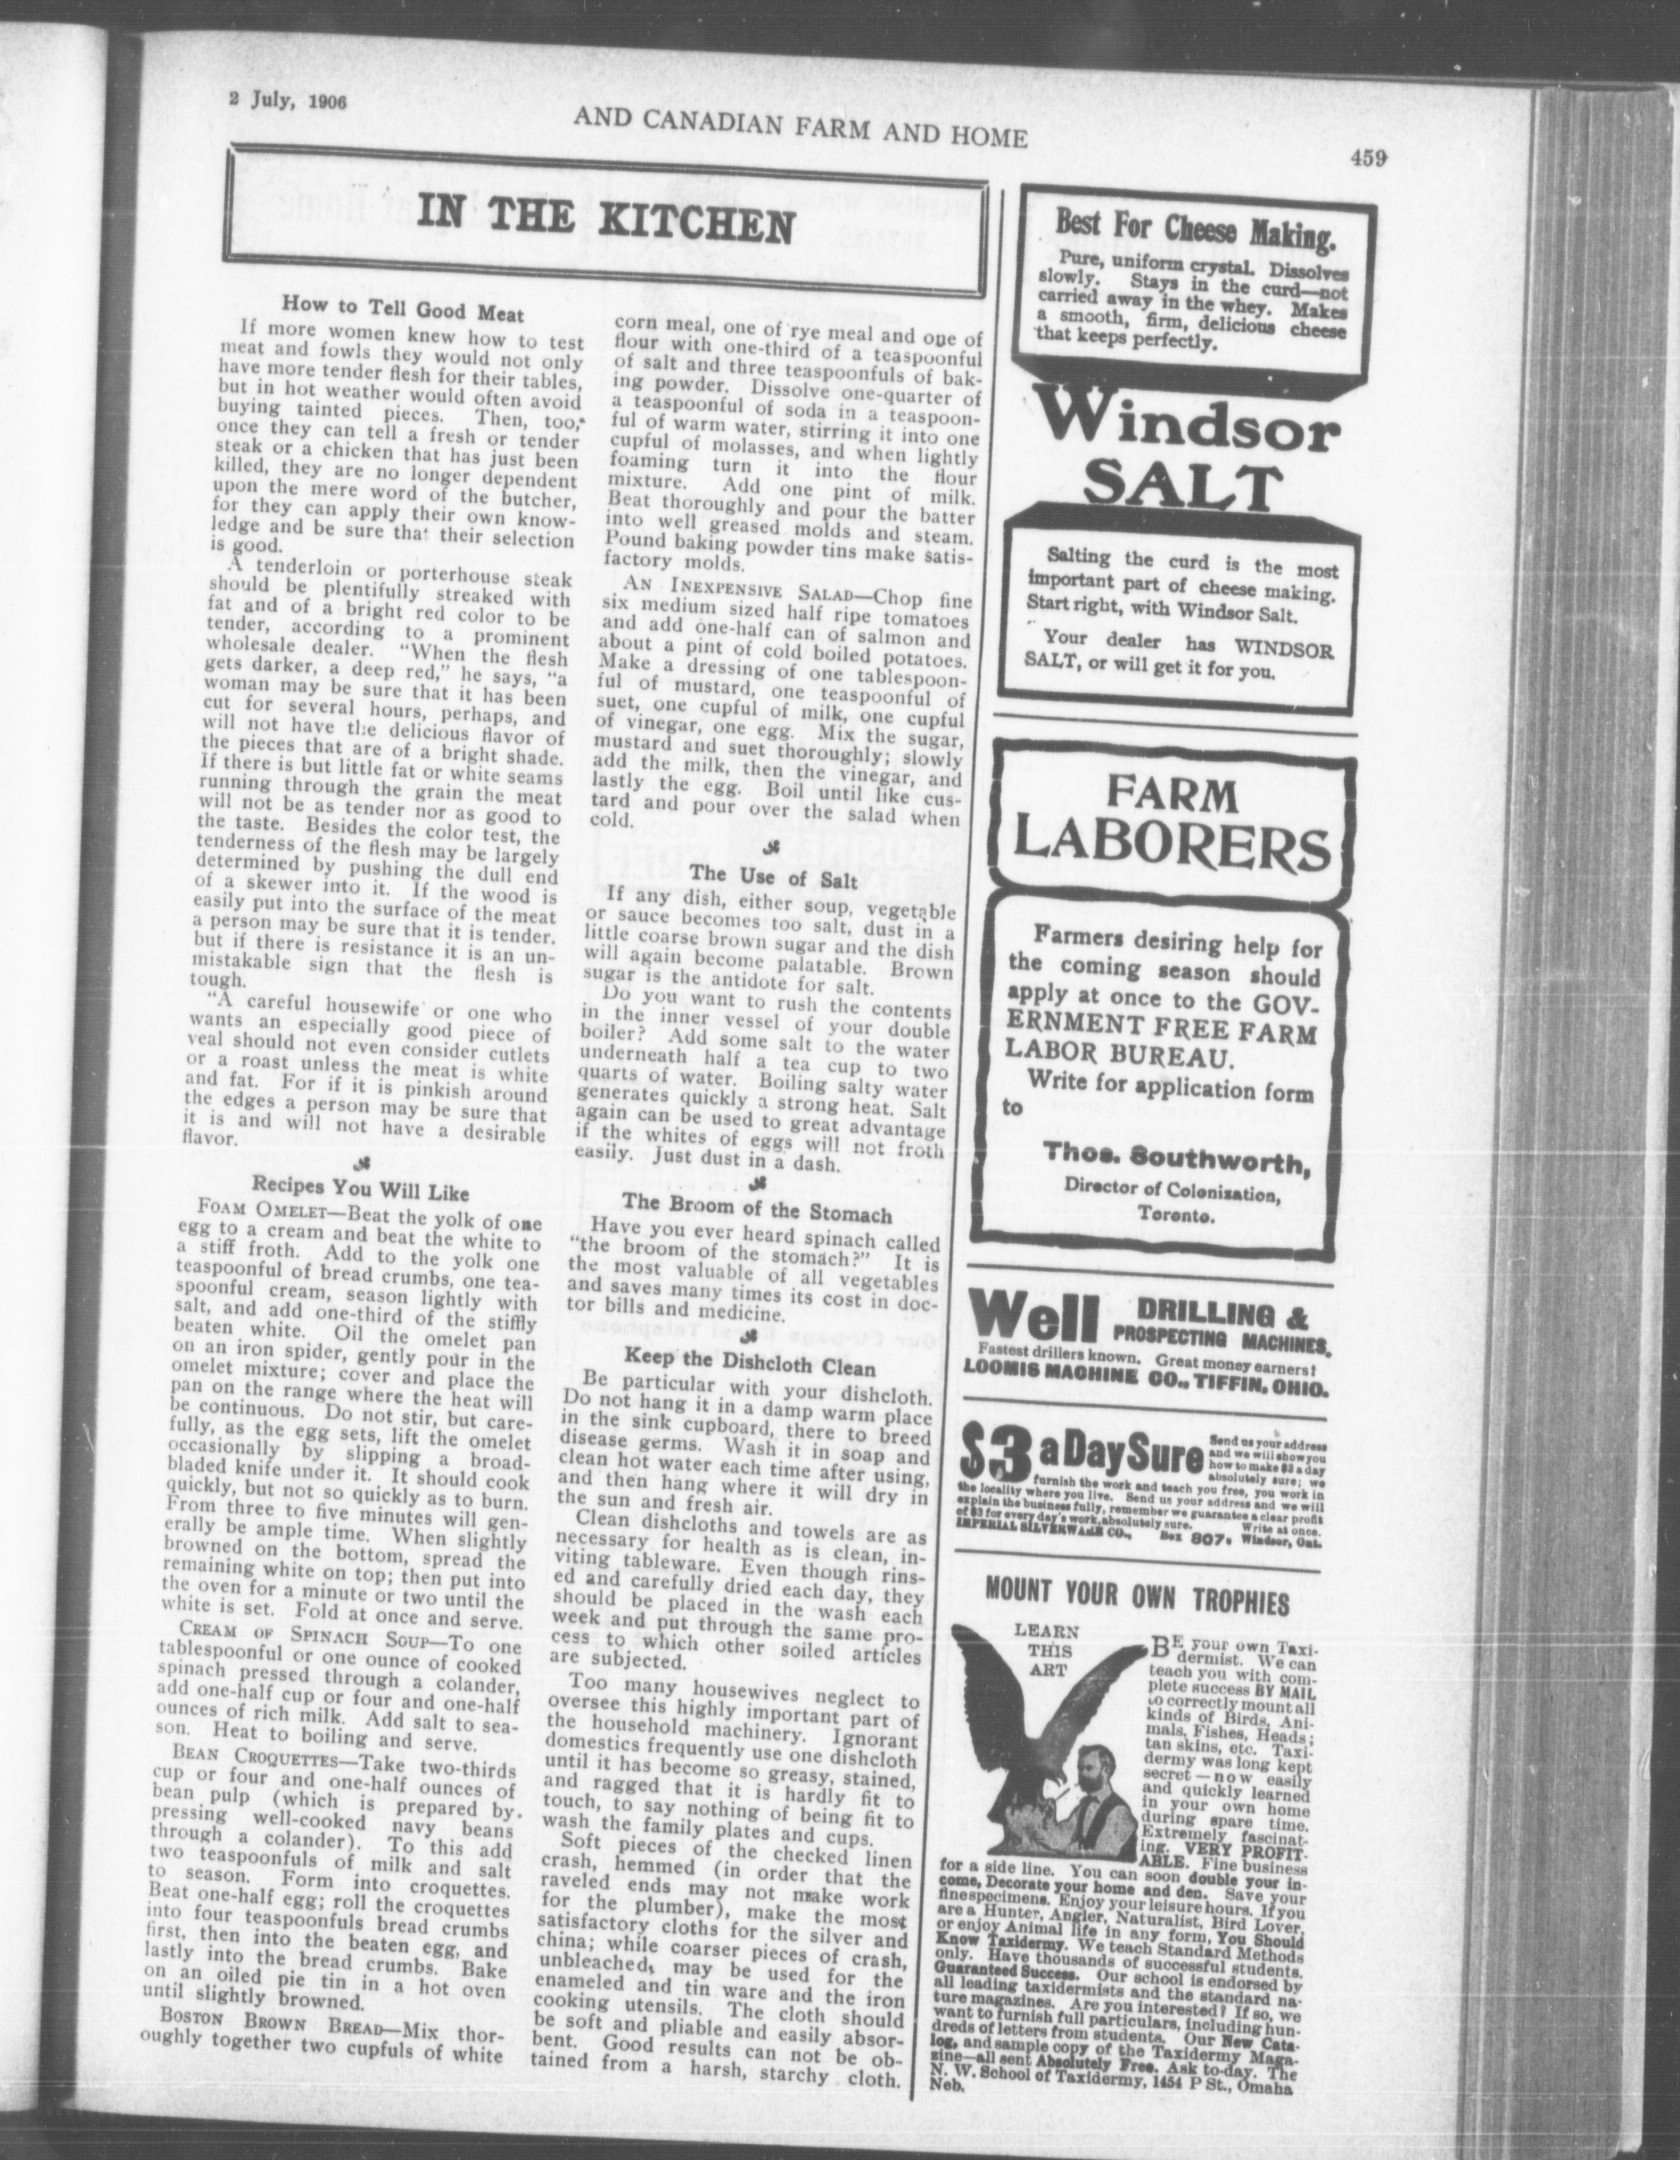 2 July, 1906
AND CANADIAN FARM AND HOME
459
IN THE KITCHEN
How to Tell Good Meat
If more women knew how to test
meat and fowls they would not only
have more tender flesh for their tables,
but in hot weather would often avoid
buying tainted pieces. Then, too,
once they can tell a fresh or tender
steak or a chicken that has just been
killed, they are no longer dependent
upon the mere word of the butcher,
for they can apply their own know-
ledge and be sure that their selection
is good.
A tenderloin or porterhouse steak
should be plentifully streaked with
fat and of a bright red color to be
tender, according to a prominent
wholesale dealer. "When the flesh
gets darker, a deep red," he says, "a
woman may be sure that it has been
cut for several hours, perhaps, and
will not have the delicious flavor of
the pieces that are of a bright shade.
If there is but little fat or white seams
running through the grain the meat
will not be as tender nor as good to
the taste. Besides the color test, the
tenderness of the flesh may be largely
determined by pushing the dull end
of a skewer into it. If the wood is
easily put into the surface of the meat
a person may be sure that it is tender.
but if there is resistance it is an un-
mistakable sign that the flesh is
tough.
"A careful housewife or one who
wants an especially good piece of
veal should not even consider cutlets
or a roast unless the meat is white
and fat. For if it is pinkish around
the edges a person may be sure that
it is and will not have a desirable
flavor.
Recipes You Will Like
FOAM OMELET—Beat the yolk of one
egg to a cream and beat the white to
a stiff froth. Add to the yolk one
teaspoonful of bread crumbs, one tea-
spoonful cream, season lightly with
salt, and add one-third of the stiffly
beaten white. Oil the omelet pan
on an iron spider, gently pour in the
omelet mixture; cover and place the
pan on the range where the heat will
be continuous. Do not stir, but care-
fully, as the egg sets, lift the omelet
occasionally by slipping a broad-
bladed knife under it. It should cook
quickly, but not so quickly as to burn.
From three to five minutes will gen-
erally be ample time. When slightly
browned on the bottom, spread the
remaining white on top; then put into
the oven for a minute or two until the
white is set. Fold at once and serve.
CREAM OF SPINACH SOUP—To one
tablespoonful or one ounce of cooked
spinach pressed through a colander,
add one-half cup or four and one-half
ounces of rich milk. Add salt to sea-
son. Heat to boiling and serve.
BEAN CROQUETTES—Take two-thirds
cup or four and one-half ounces of
bean pulp (which is prepared by
pressing well-cooked navy beans
through a colander). To this add
two teaspoonfuls of milk and salt
to season. Form into croquettes.
Beat one-half egg; roll the croquettes
into four teaspoonfuls bread crumbs
first, then into the beaten egg, and
lastly into the bread crumbs. Bake
on an oiled pie tin in a hot oven
until slightly browned.
BOSTON BROWN BREAD—Mix thor-
oughly together two cupfuls of white
corn meal, one of rye meal and one of
flour with one-third of a teaspoonful
of salt and three teaspoonfuls of bak-
ing powder. Dissolve one-quarter of
a teaspoonful of soda in a teaspoon-
ful of warm water, stirring it into one
cupful of molasses, and when lightly
foaming turn it into the flour
mixture. Add one pint of milk.
Beat thoroughly and pour the batter
into well greased molds and steam.
Pound baking powder tins make satis-
factory molds.
AN INEXPENSIVE SALAD—Chop fine
six medium sized half ripe tomatoes
and add one-half can of salmon and
about a pint of cold boiled potatoes.
Make a dressing of one tablespoon-
ful of mustard, one teaspoonful of
suet, one cupful of milk, one cupful
of vinegar, one egg. Mix the sugar,
mustard and suet thoroughly; slowly
add the milk, then the vinegar, and
lastly the egg. Boil until like cus-
tard and pour over the salad when
cold.
The Use of Salt
If any dish, either soup, vegetable
or sauce becomes too salt, dust in a
little coarse brown sugar and the dish
will again become palatable. Brown
sugar is the antidote for salt.
Do you want to rush the contents
in the inner vessel of your double
boiler? Add some salt to the water
underneath half a tea cup to two
quarts of water. Boiling salty water
generates quickly a strong heat. Salt
again can be used to great advantage
if the whites of eggs will not froth
easily. Just dust in a dash.
The Broom of the Stomach
Have you ever heard spinach called
"the broom of the stomach?" It is
the most valuable of all vegetables
and saves many times its cost in doc-
tor bills and medicine.
Keep the Dishcloth Clean
Be particular with your dishcloth.
Do not hang it in a damp warm place
in the sink cupboard, there to breed
disease germs. Wash it in soap and
clean hot water each time after using,
and then hang where it will dry in
the sun and fresh air.
Clean dishcloths and towels are as
necessary for health as is clean, in-
viting tableware. Even though rins-
ed and carefully dried each day, they
should be placed in the wash each
week and put through the same pro-
cess to which other soiled articles
are subjected.
Too many housewives neglect to
oversee this highly important part of
the household machinery. Ignorant
domestics frequently use one dishcloth
until it has become so greasy, stained,
and ragged that it is hardly fit to
touch, to say nothing of being fit to
wash the family plates and cups.
Soft pieces of the checked linen
crash, hemmed (in order that the
raveled ends may not make work
for the plumber), make the most
satisfactory cloths for the silver and
china; while coarser pieces of crash,
unbleached, may be used for the
enameled and tin ware and the iron
cooking utensils. The cloth should
be soft and pliable and easily absor-
bent. Good results can not be ob-
tained from a harsh, starchy cloth.
Best For Cheese Making.
Pure, uniform crystal. Dissolves
slowly. Stays in the curd—not
carried away in the whey. Makes
a smooth, firm, delicious cheese
that keeps perfectly.
Windsor
SALT
Salting the curd is the most
important part of cheese making.
Start right, with Windsor Salt.
Your dealer has WINDSOR
SALT, or will get it for you.
FARM
LABORERS
Farmers desiring help for
the coming season should
apply at once to the GOV-
ERNMENT FREE FARM
LABOR BUREAU.
Write for application form
to
Thos. Southworth,
Director of Colonization,
Toronto.
Well DRILLING &
PROSPECTING MACHINES.
Fastest drillers known. Great money earners!
LOOMIS MACHINE CO., TIFFIN, OHIO.
$3 a Day Sure
Send us your address
and we will show you
how to make $3 a day
absolutely sure; we
furnish the work and teach you free, you work in
the locality where you live. Send us your address and we will
explain the business fully, remember we guarantee a clear profit
of $3 for every day's work, absolutely sure. Write at once.
IMPERIAL SILVERWARE CO., Box 807, Windsor, Ont.
MOUNT YOUR OWN TROPHIES
LEARN
THIS
ART
BE your own Taxi-
dermist. We can
teach you with com-
plete success BY MAIL
to correctly mount all
kinds of Birds, Ani-
mals, Fishes, Heads;
tan skins, etc. Taxi-
dermy was long kept
secret—now easily
and quickly learned
in your own home
during spare time.
Extremely fascinat-
ing. VERY PROFIT-
ABLE. Fine business
for a side line. You can soon double your in-
come, Decorate your home and den. Save your
fine specimens. Enjoy your leisure hours. If you
are a Hunter, Angler, Naturalist, Bird Lover,
or enjoy Animal life in any form, You Should
Know Taxidermy. We teach Standard Methods
only. Have thousands of successful students.
Guaranteed Success. Our school is endorsed by
all leading taxidermists and the standard na-
ture magazines. Are you interested? If so, we
want to furnish full particulars, including hun-
dreds of letters from students. Our New Cata-
log, and sample copy of the Taxidermy Maga-
zine—all sent Absolutely Free. Ask to-day. The
N. W. School of Taxidermy, 1454 P St., Omaha
Neb.